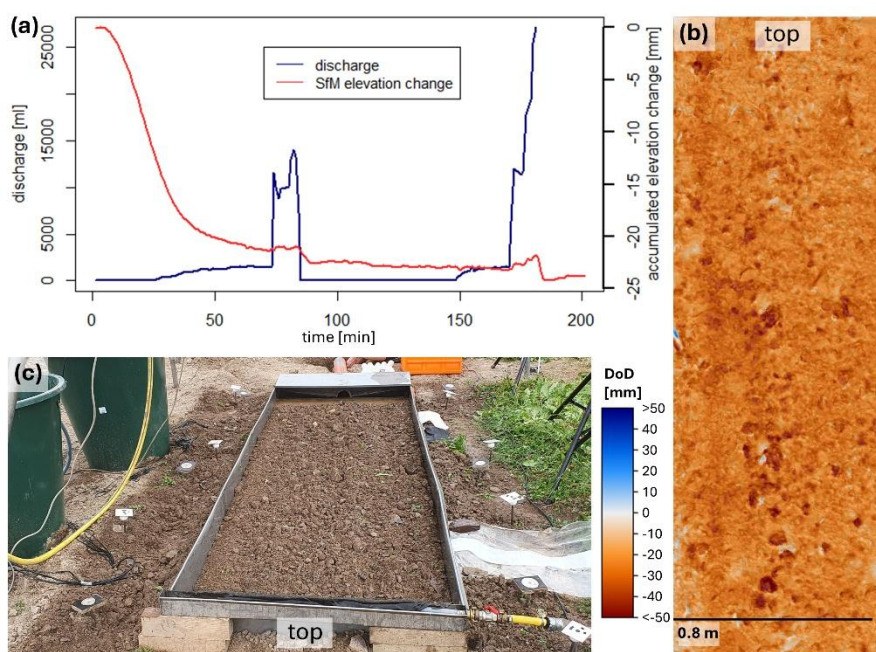 (a)
discharge
SfM elevation change
discharge [ml]
0
5000
15000
25000
accumulated elevation change [mm]
0
-5
-10
-15
-20
-25
0
50
100
150
200
time [min]
(b)
top
0.8 m
(c)
top
DoD
[mm]
>50
40
30
20
10
0
-10
-20
-30
-40
<-50